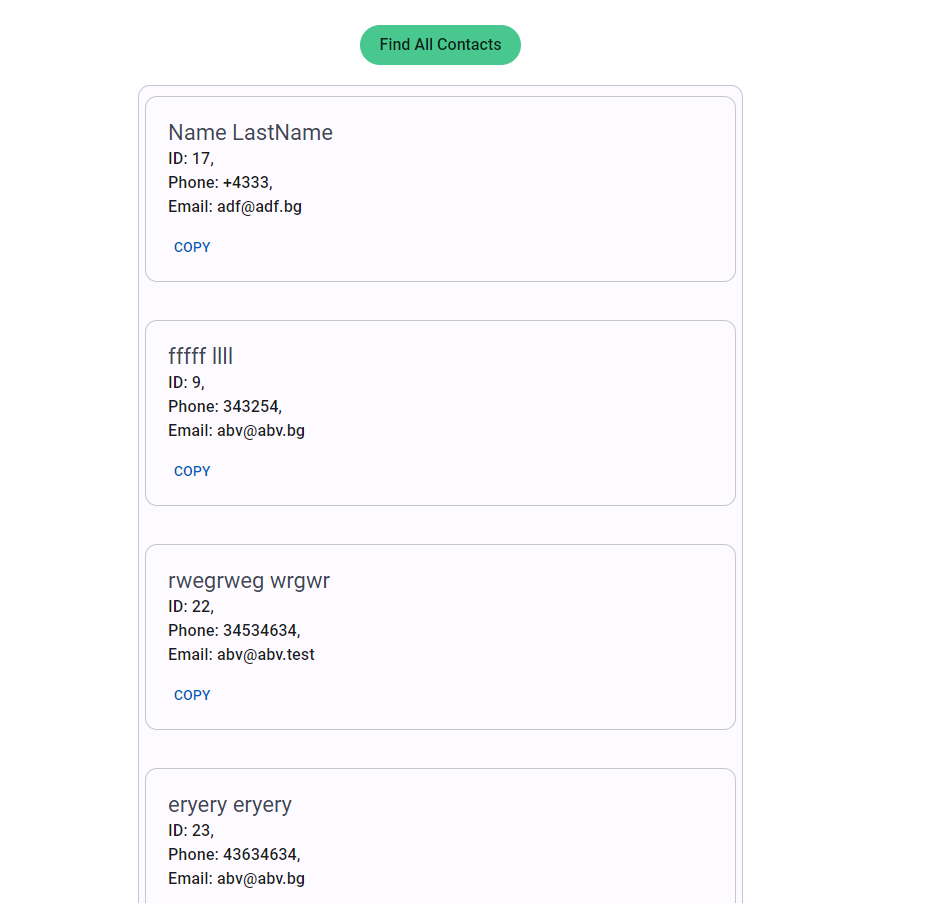 Find All Contacts
Name LastName
ID: 17,
Phone: +4333,
Email: adf@adf.bg
COPY
fffff llll
ID: 9,
Phone: 343254,
Email: abv@abv.bg
COPY
rwegrweg wrgwr
ID: 22,
Phone: 34534634,
Email: abv@abv.test
COPY
eryery eryery
ID: 23,
Phone: 43634634,
Email: abv@abv.bg